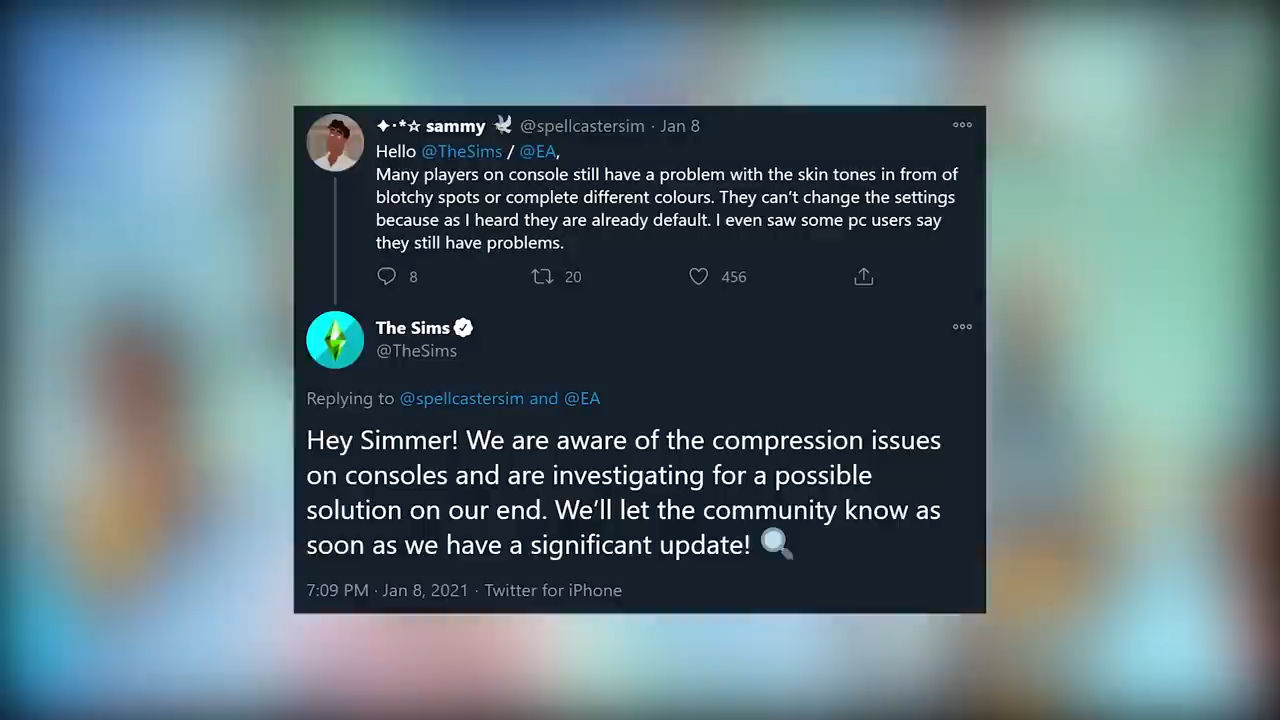 ✦·*☆ sammy 🕊 @spellcastersim · Jan 8
Hello @TheSims / @EA,
Many players on console still have a problem with the skin tones in from of
blotchy spots or complete different colours. They can't change the settings
because as I heard they are already default. I even saw some pc users say
they still have problems.
8 20 456
The Sims
@TheSims
Replying to @spellcastersim and @EA
Hey Simmer! We are aware of the compression issues
on consoles and are investigating for a possible
solution on our end. We'll let the community know as
soon as we have a significant update! 🔍
7:09 PM · Jan 8, 2021 · Twitter for iPhone